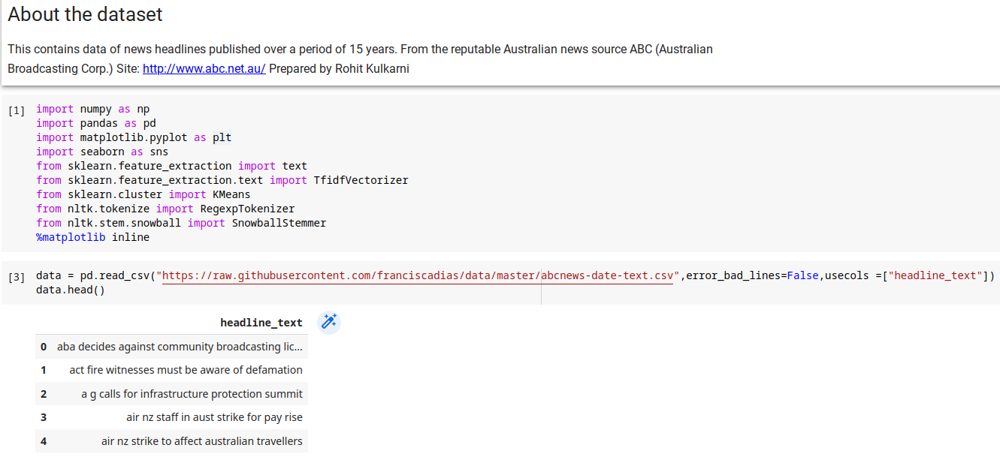 About the dataset
This contains data of news headlines published over a period of 15 years. From the reputable Australian news source ABC (Australian
Broadcasting Corp.) Site: http://www.abc.net.au/ Prepared by Rohit Kulkarni
[1] import numpy as np
import pandas as pd
import matplotlib.pyplot as plt
import seaborn as sns
from sklearn.feature_extraction import text
from sklearn.feature_extraction.text import TfidfVectorizer
from sklearn.cluster import KMeans
from nltk.tokenize import RegexpTokenizer
from nltk.stem.snowball import SnowballStemmer
%matplotlib inline
[3] data = pd.read_csv("https://raw.githubusercontent.com/franciscadias/data/master/abcnews-date-text.csv",error_bad_lines=False,usecols =["headline_text"])
data.head()
headline_text
0 aba decides against community broadcasting lic...
1 act fire witnesses must be aware of defamation
2 a g calls for infrastructure protection summit
3 air nz staff in aust strike for pay rise
4 air nz strike to affect australian travellers